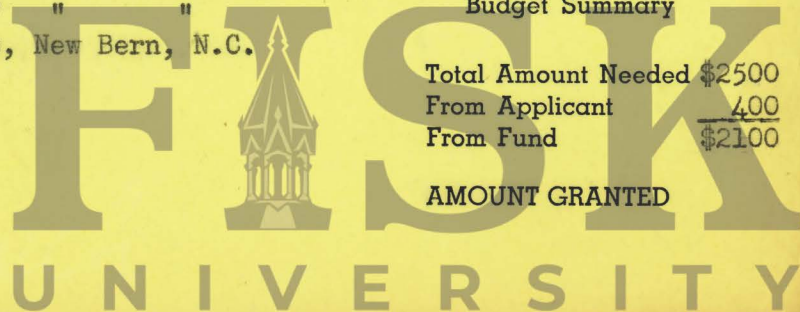 " "
, New Bern, N.C.
Budget Summary
Total Amount Needed $2500
From Applicant 400
From Fund $2100
AMOUNT GRANTED
FISK
UNIVERSITY